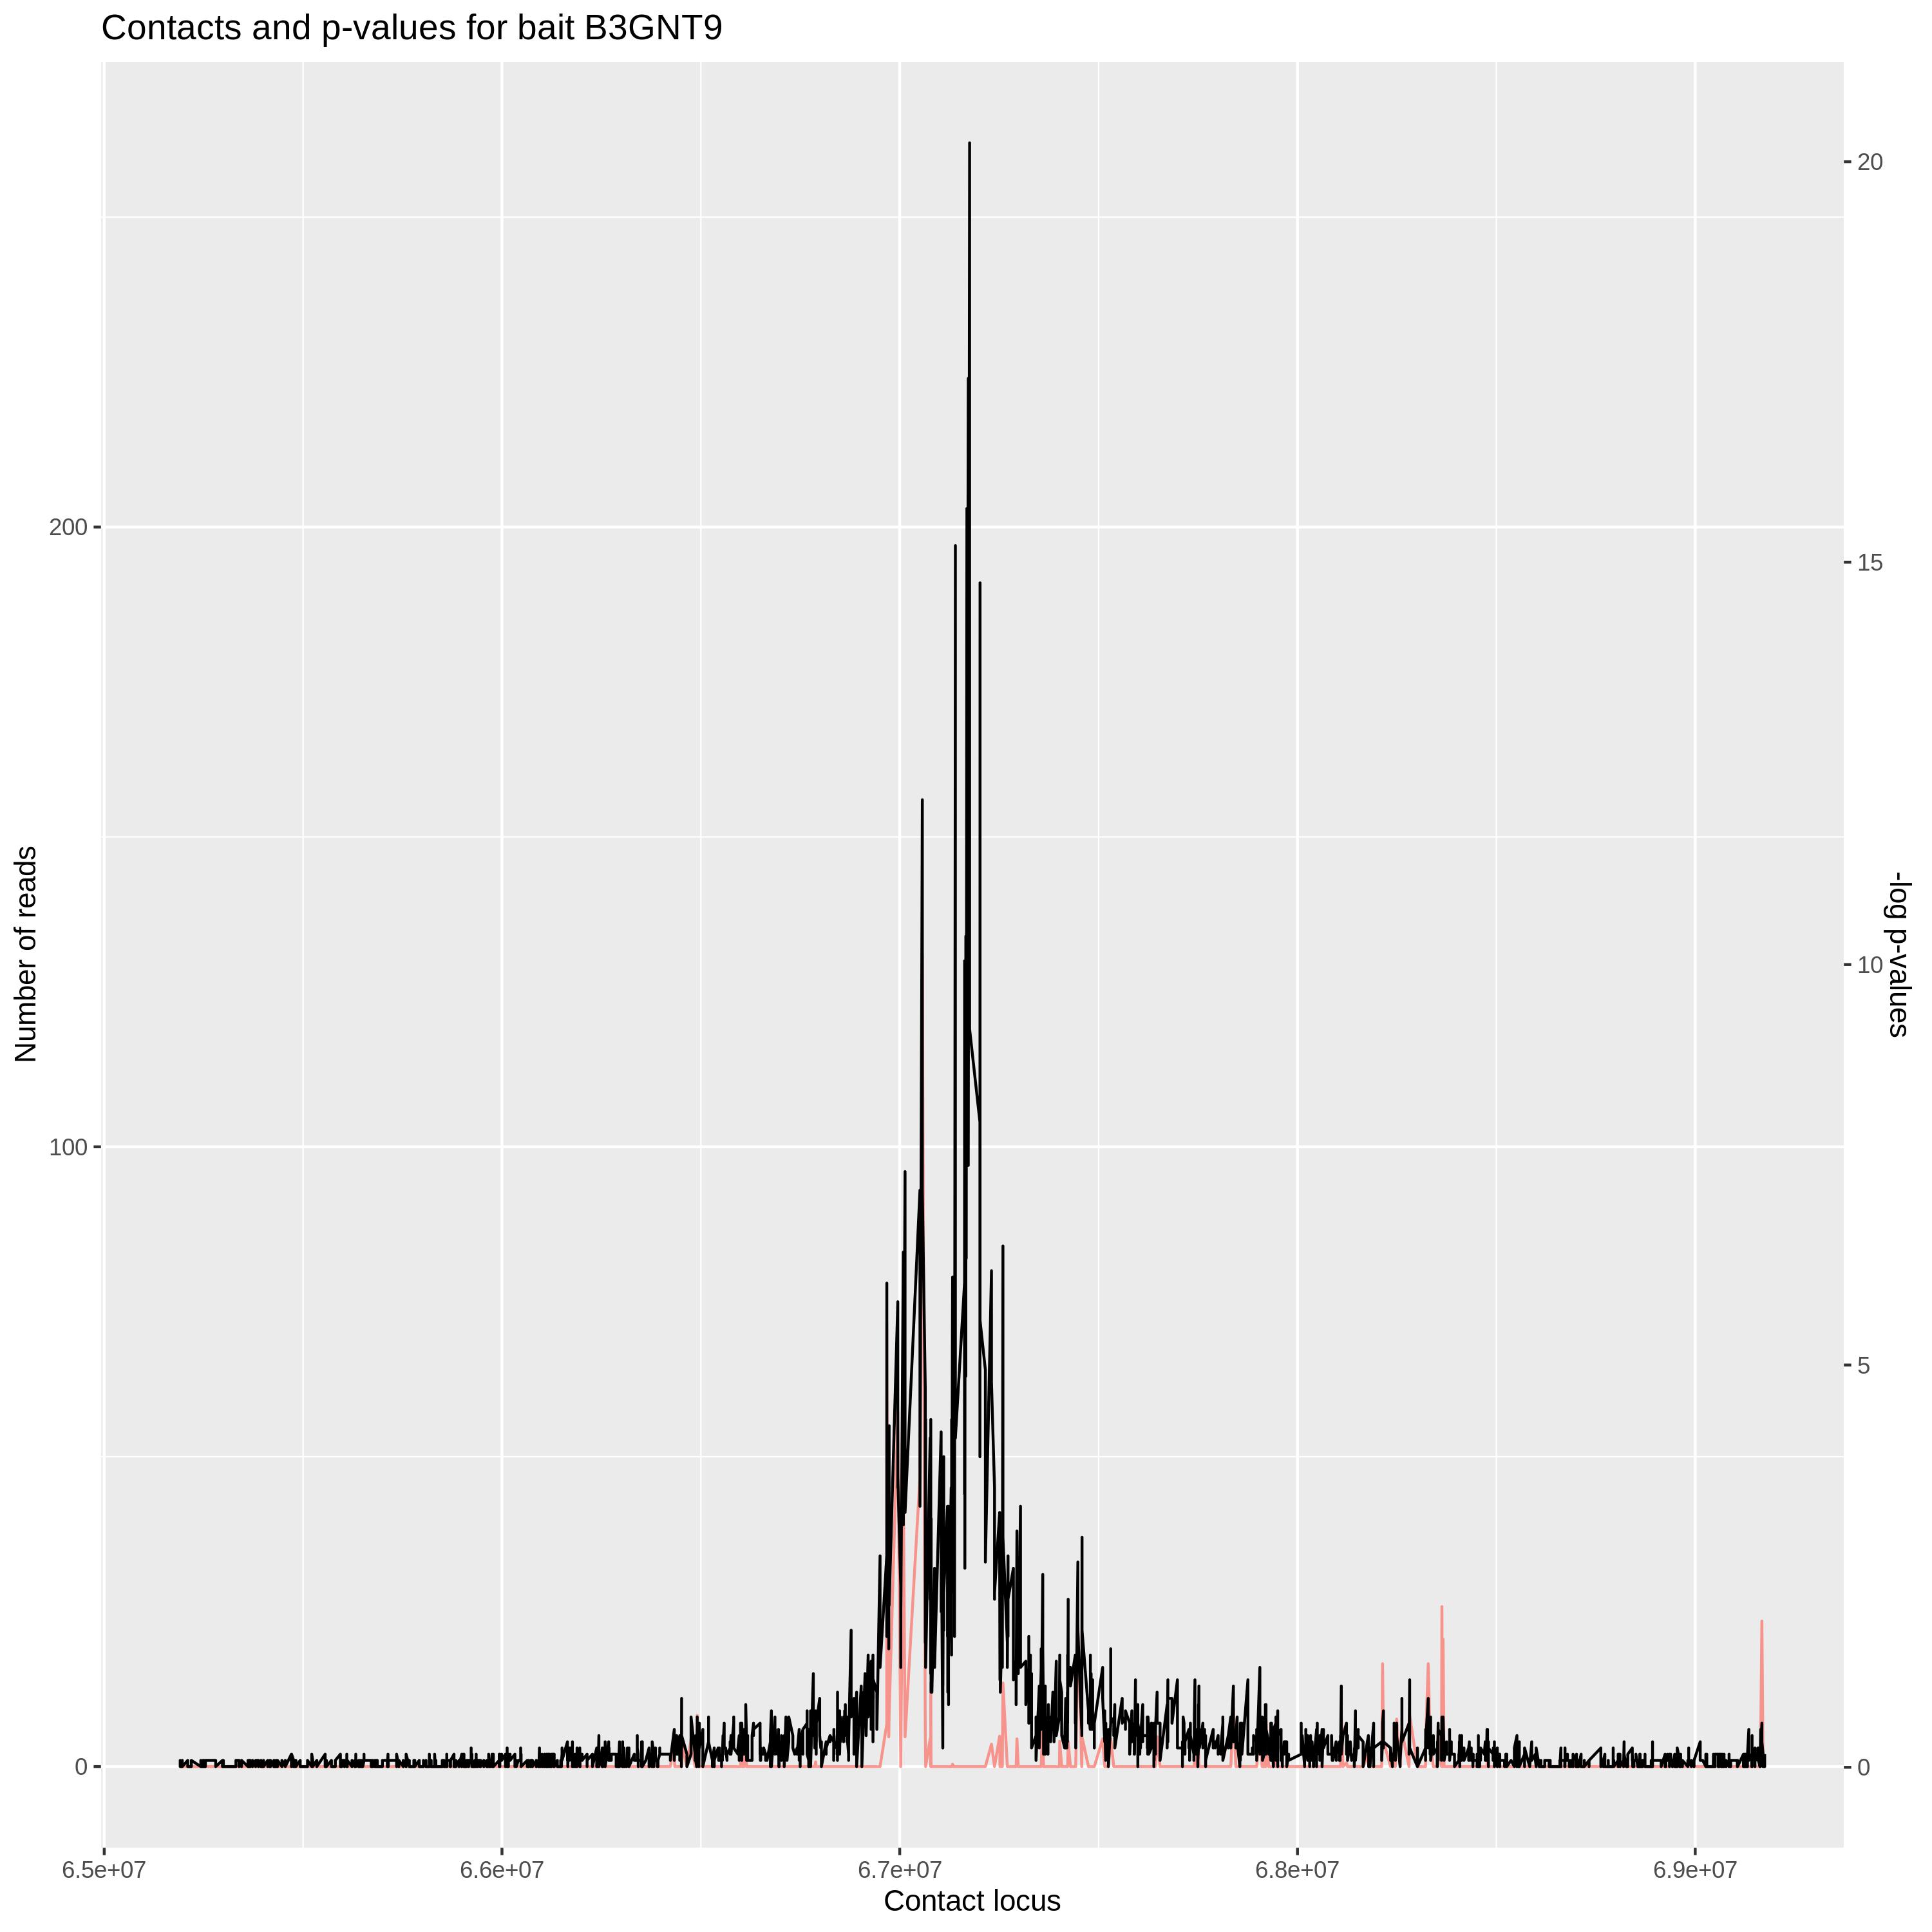 Contacts and p-values for bait B3GNT9
Number of reads
200
100
0
20
15
10
5
0
-log p-values
6.5e+07 6.6e+07 6.7e+07 6.8e+07 6.9e+07
Contact locus